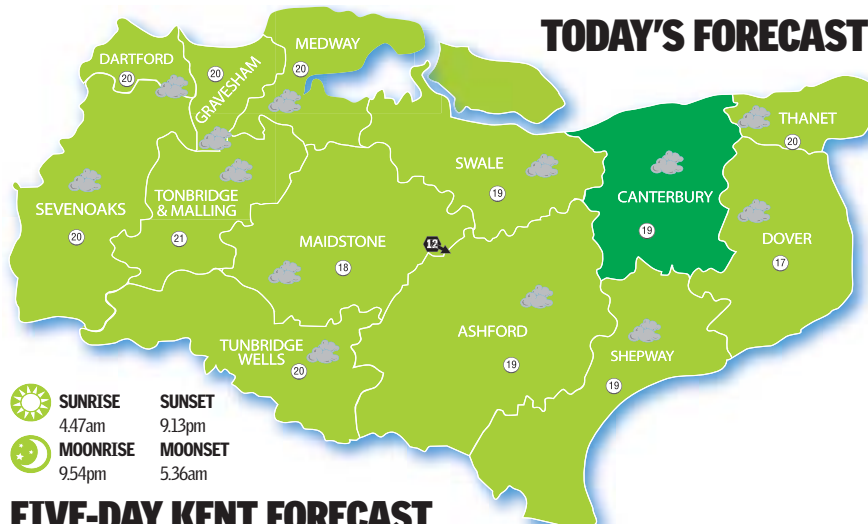 TODAY'S FORECAST
DARTFORD
20
GRAVESHAM
20
MEDWAY
20
THANET
20
SWALE
19
CANTERBURY
19
SEVENOAKS
20
TONBRIDGE
& MALLING
21
MAIDSTONE
18
12
DOVER
17
TUNBRIDGE
WELLS
20
ASHFORD
19
SHEPWAY
19
SUNRISE SUNSET
4.47am 9.13pm
MOONRISE MOONSET
9.54pm 5.36am
FIVE-DAY KENT FORECAST